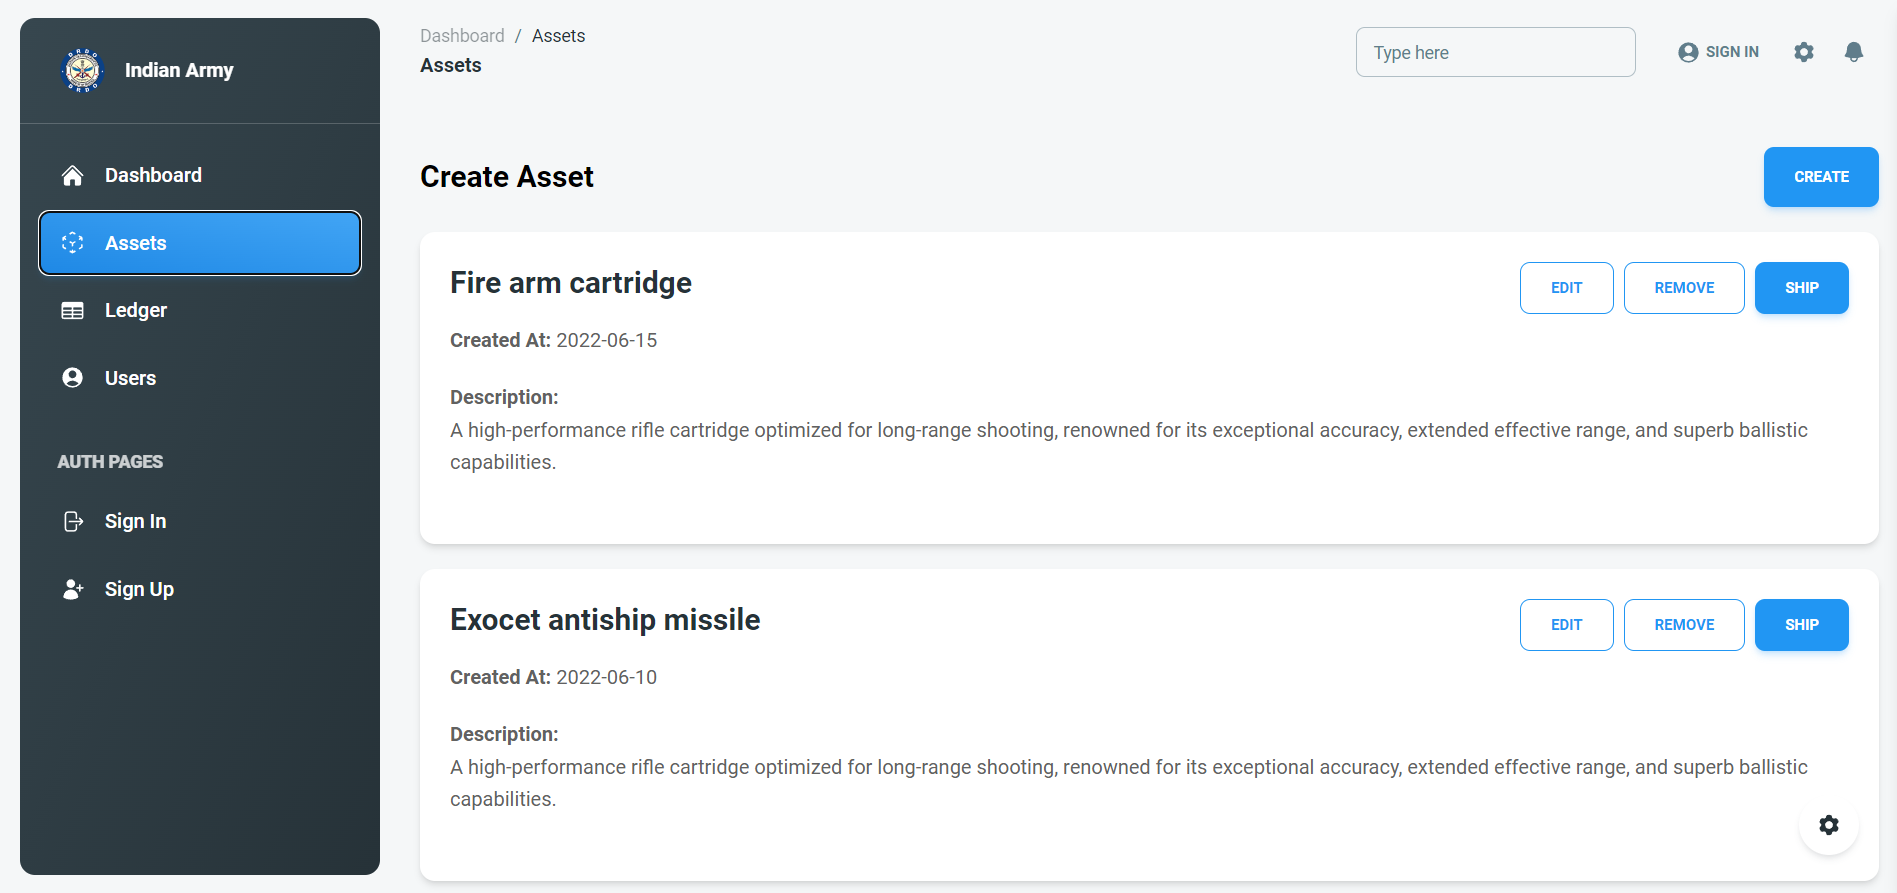 DRDO
DRDO
Indian Army
Dashboard
Assets
Ledger
Users
AUTH PAGES
Sign In
Sign Up
Dashboard / Assets
Assets
Type here
SIGN IN
Create Asset
CREATE
Fire arm cartridge
EDIT
REMOVE
SHIP
Created At: 2022-06-15
Description:
A high-performance rifle cartridge optimized for long-range shooting, renowned for its exceptional accuracy, extended effective range, and superb ballistic
capabilities.
Exocet antiship missile
EDIT
REMOVE
SHIP
Created At: 2022-06-10
Description:
A high-performance rifle cartridge optimized for long-range shooting, renowned for its exceptional accuracy, extended effective range, and superb ballistic
capabilities.